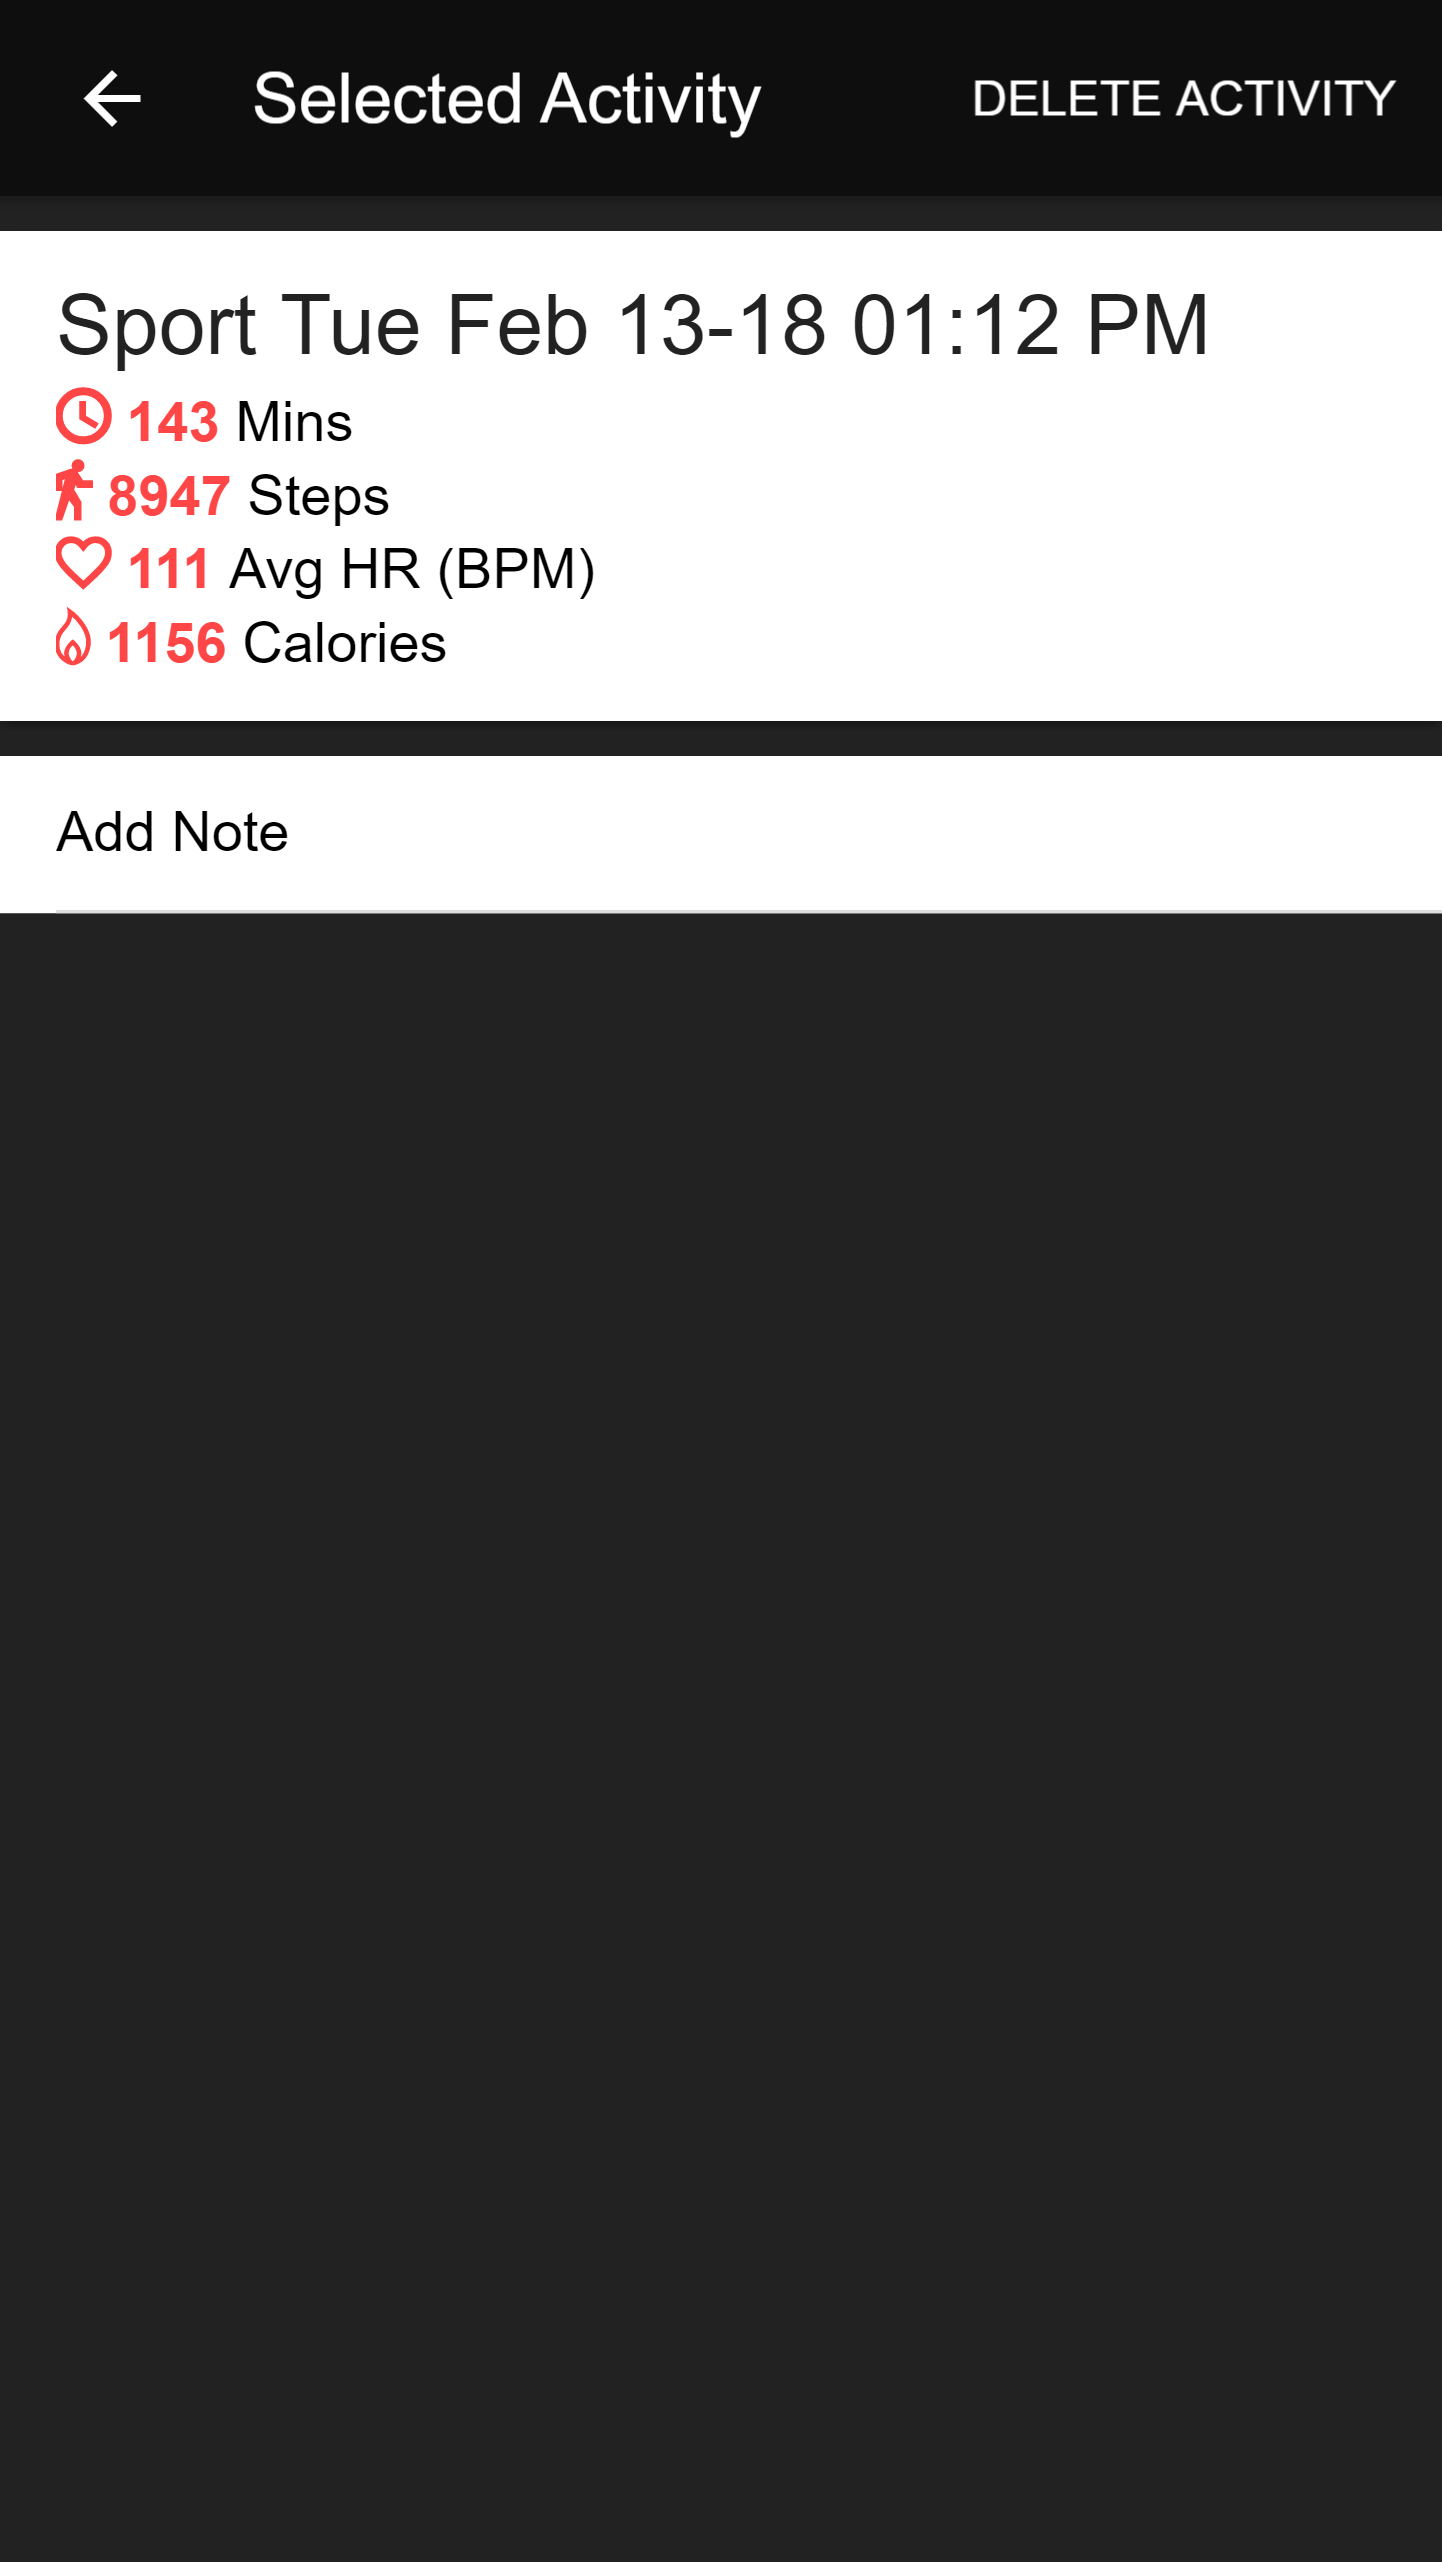 Selected Activity
DELETE ACTIVITY
Sport Tue Feb 13-18 01:12 PM
143 Mins
8947 Steps
111 Avg HR (BPM)
1156 Calories
Add Note